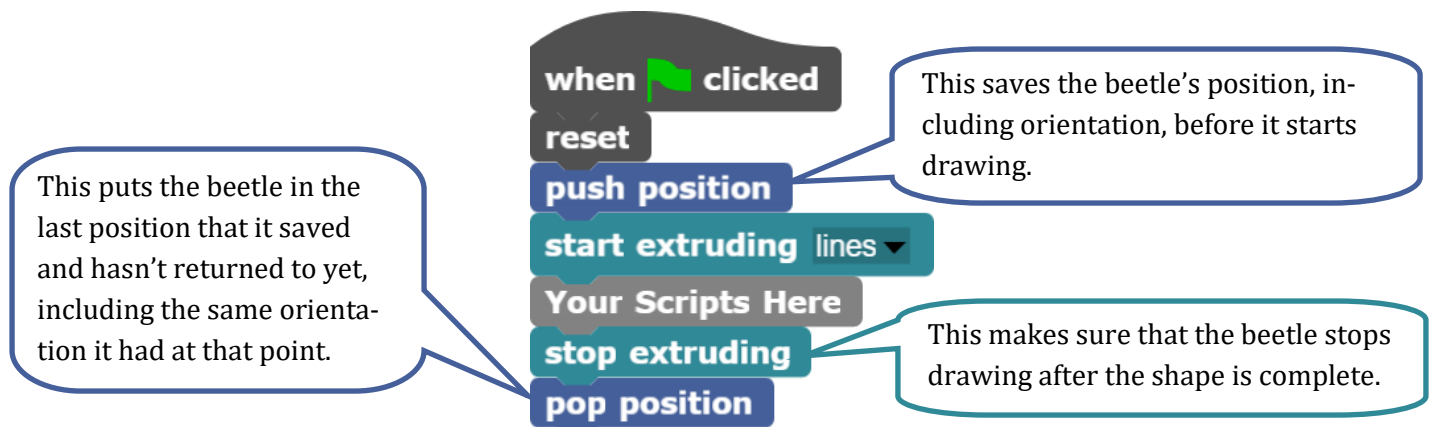 when clicked
reset
push position
start extruding lines
Your Scripts Here
stop extruding
pop position
This saves the beetle's position, in-
cluding orientation, before it starts
drawing.
This puts the beetle in the
last position that it saved
and hasn't returned to yet,
including the same orienta-
tion it had at that point.
This makes sure that the beetle stops
drawing after the shape is complete.